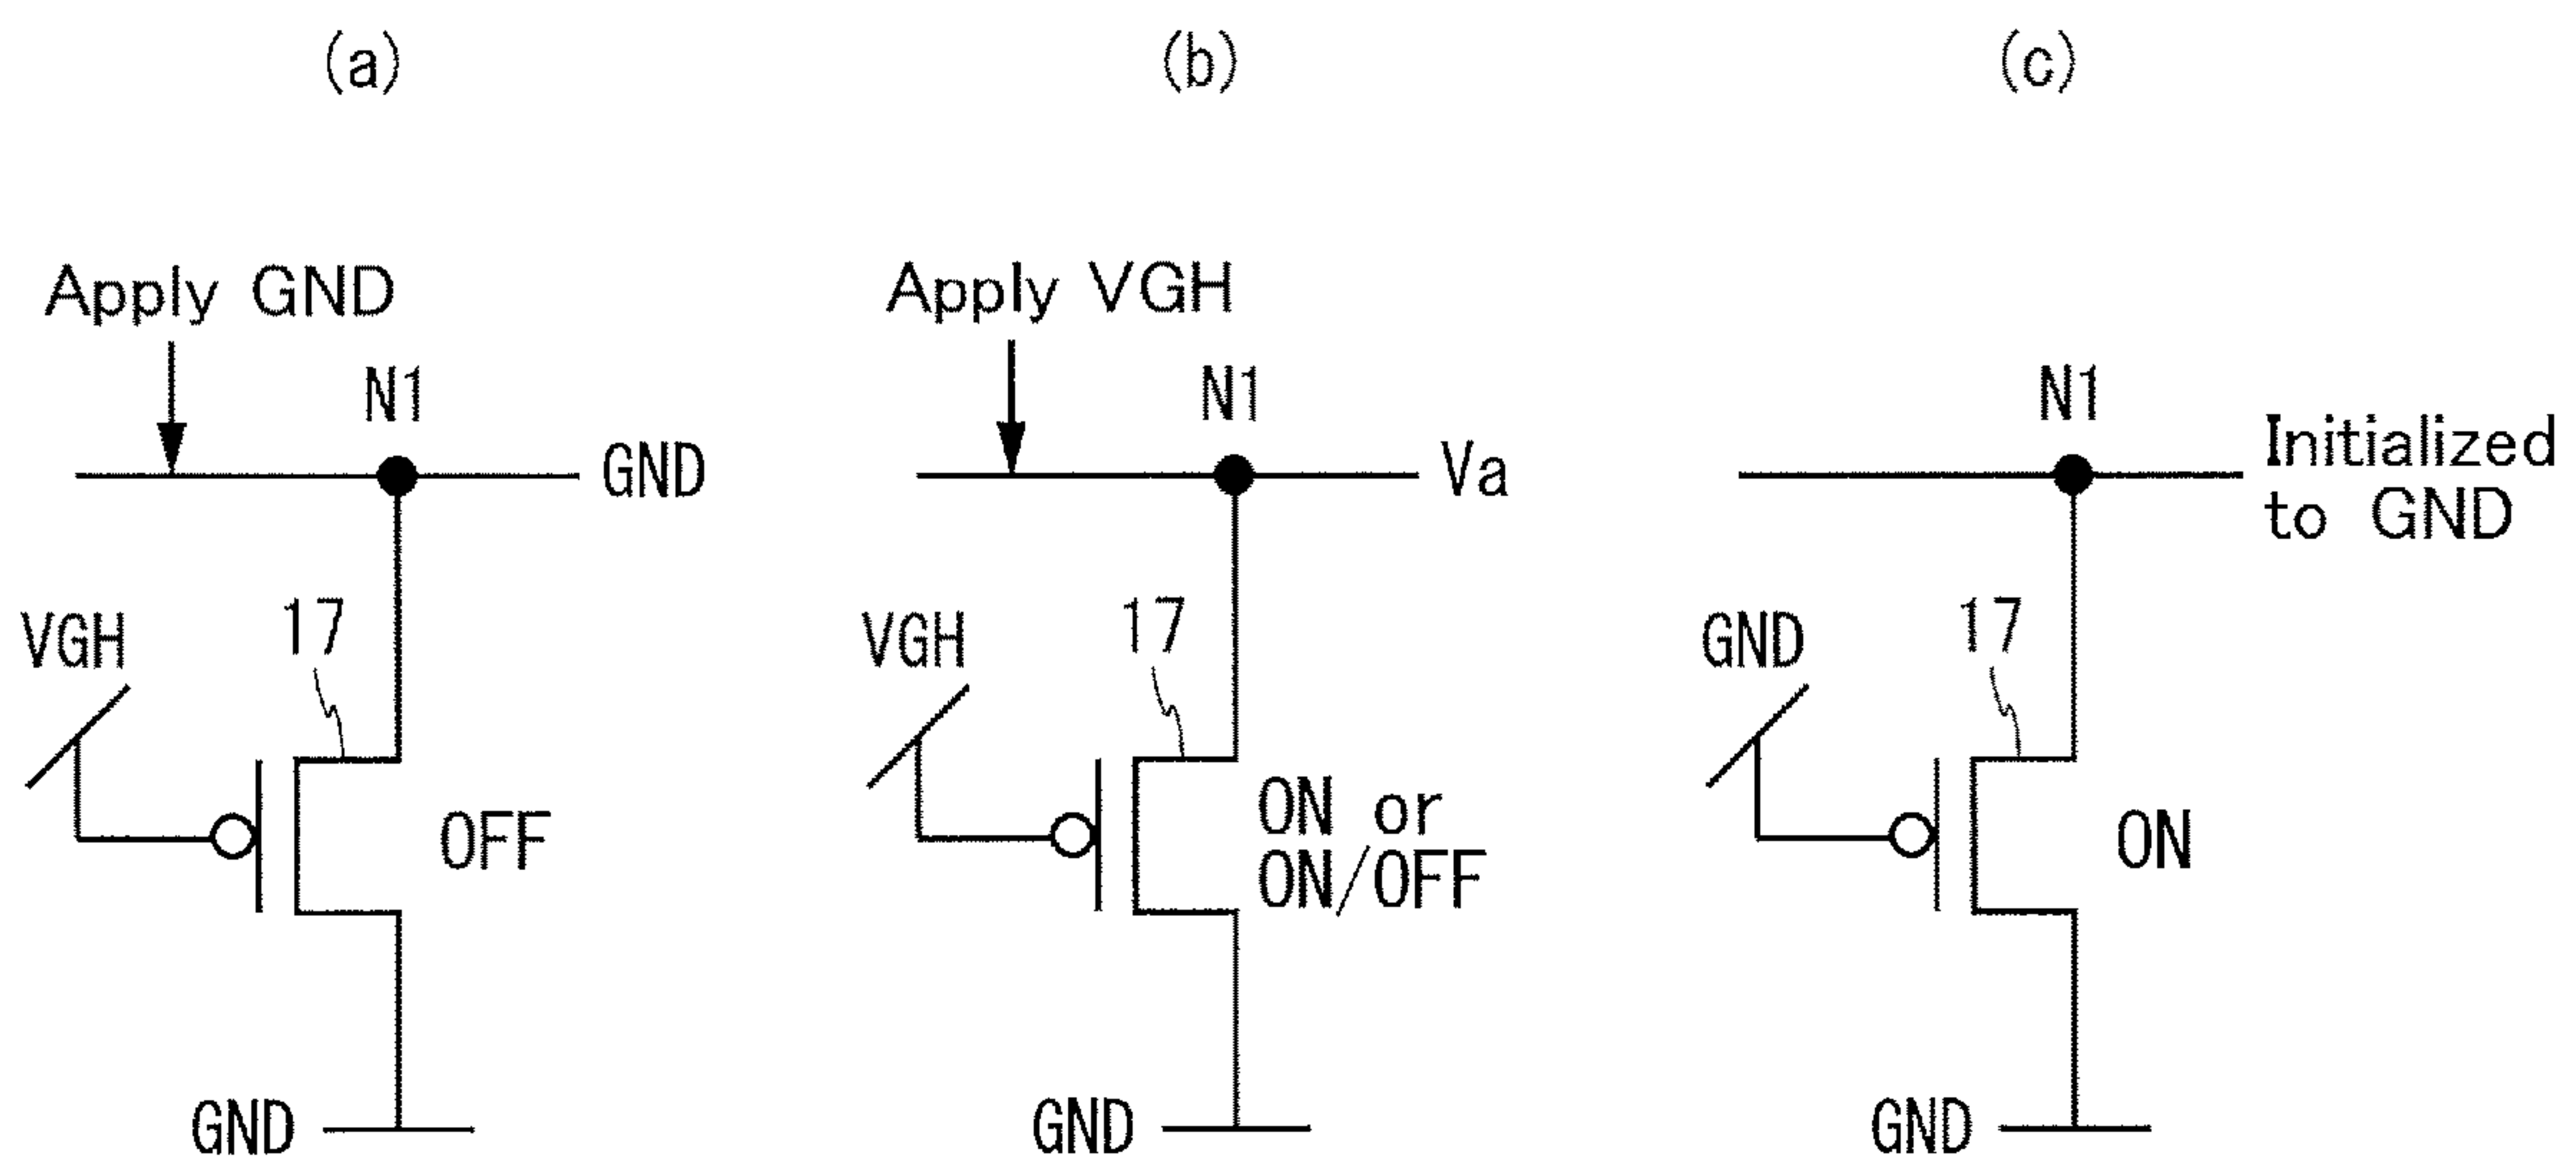 (a)
Apply GND
N1
GND
VGH
17
OFF
GND
(b)
Apply VGH
N1
Va
VGH
17
ON or
ON/OFF
GND
(c)
N1
Initialized
to GND
GND
17
ON
GND